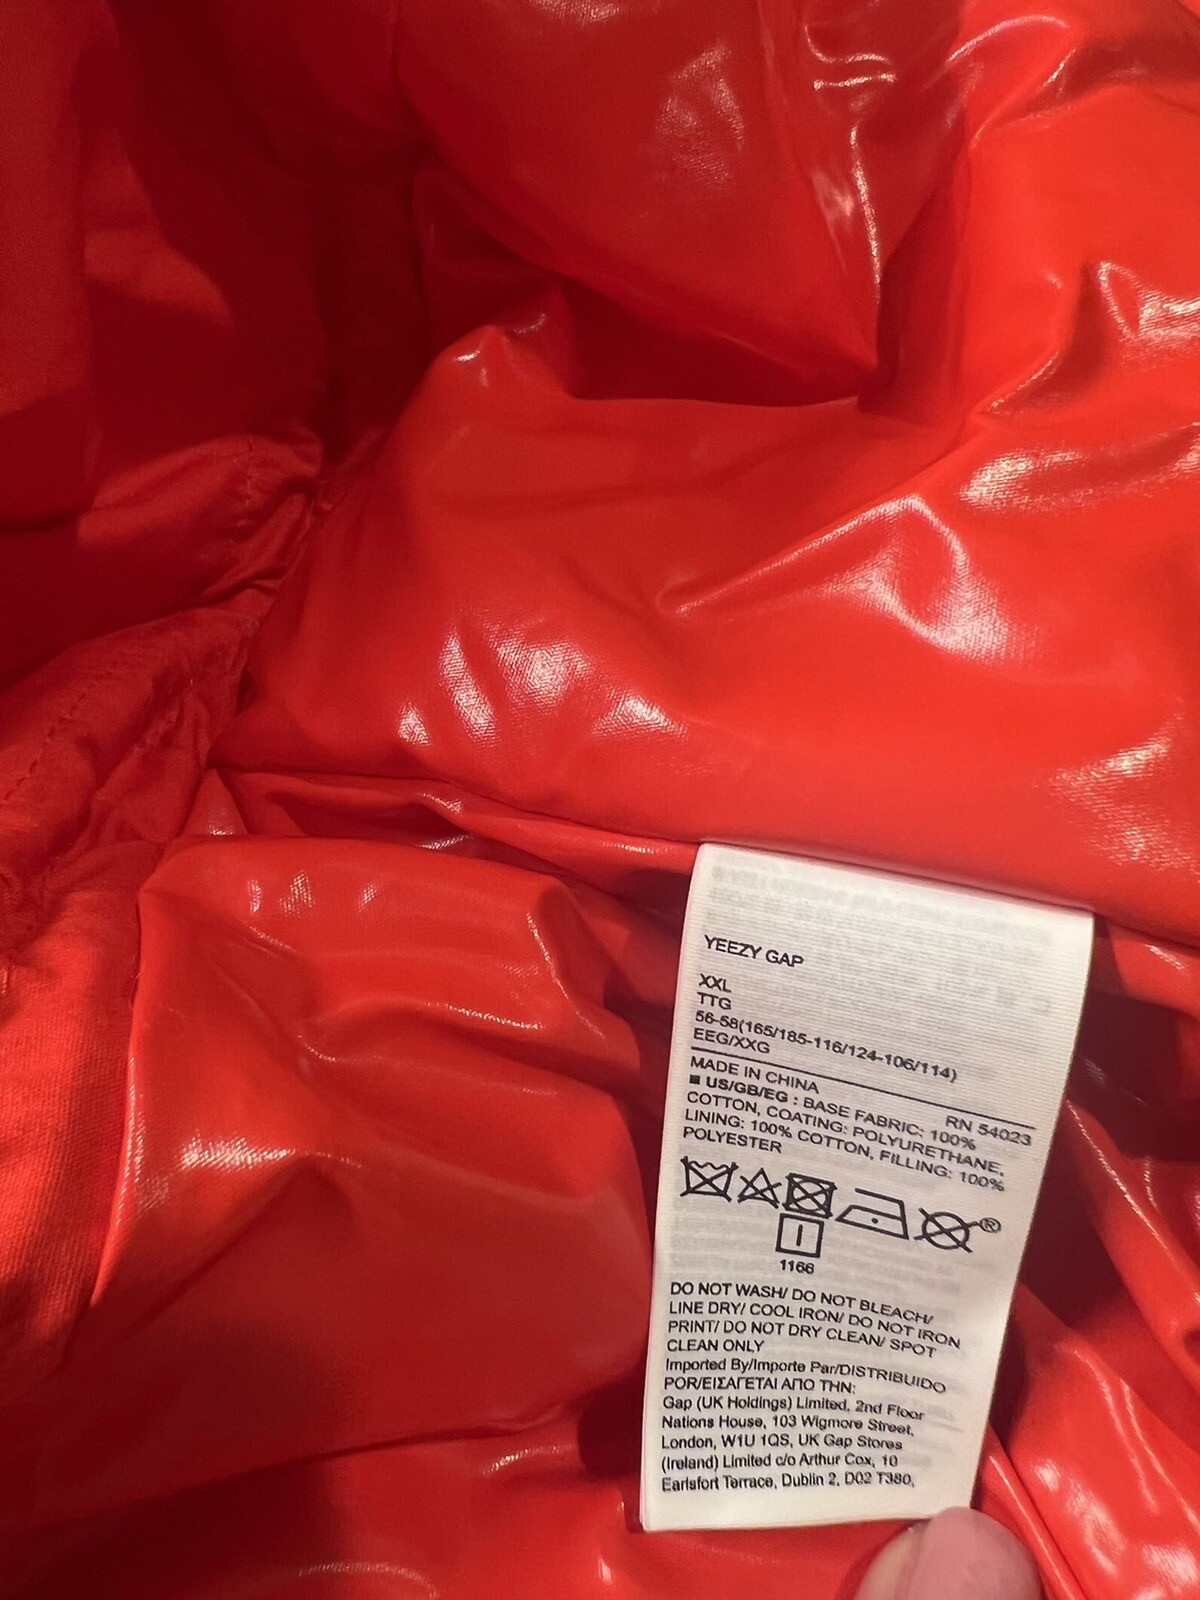 YEEZY GAP
XXL
TTG
56-58(165/185-116/124-106/114)
EEG/XXG
MADE IN CHINA
RN 54023
■ US/GB/EG : BASE FABRIC: 100%
COTTON, COATING: POLYURETHANE,
LINING: 100% COTTON, FILLING: 100%
POLYESTER
®
1166
DO NOT WASH/ DO NOT BLEACH/
LINE DRY/ COOL IRON/ DO NOT IRON
PRINT/ DO NOT DRY CLEAN/ SPOT
CLEAN ONLY
Imported By/Importe Par/DISTRIBUIDO
POR/ΕΙΣΑΓΕΤΑΙ ΑΠΟ ΤΗΝ:
Gap (UK Holdings) Limited, 2nd Floor
Nations House, 103 Wigmore Street,
London, W1U 1QS, UK Gap Stores
(Ireland) Limited c/o Arthur Cox, 10
Earlsfort Terrace, Dublin 2, D02 T380,